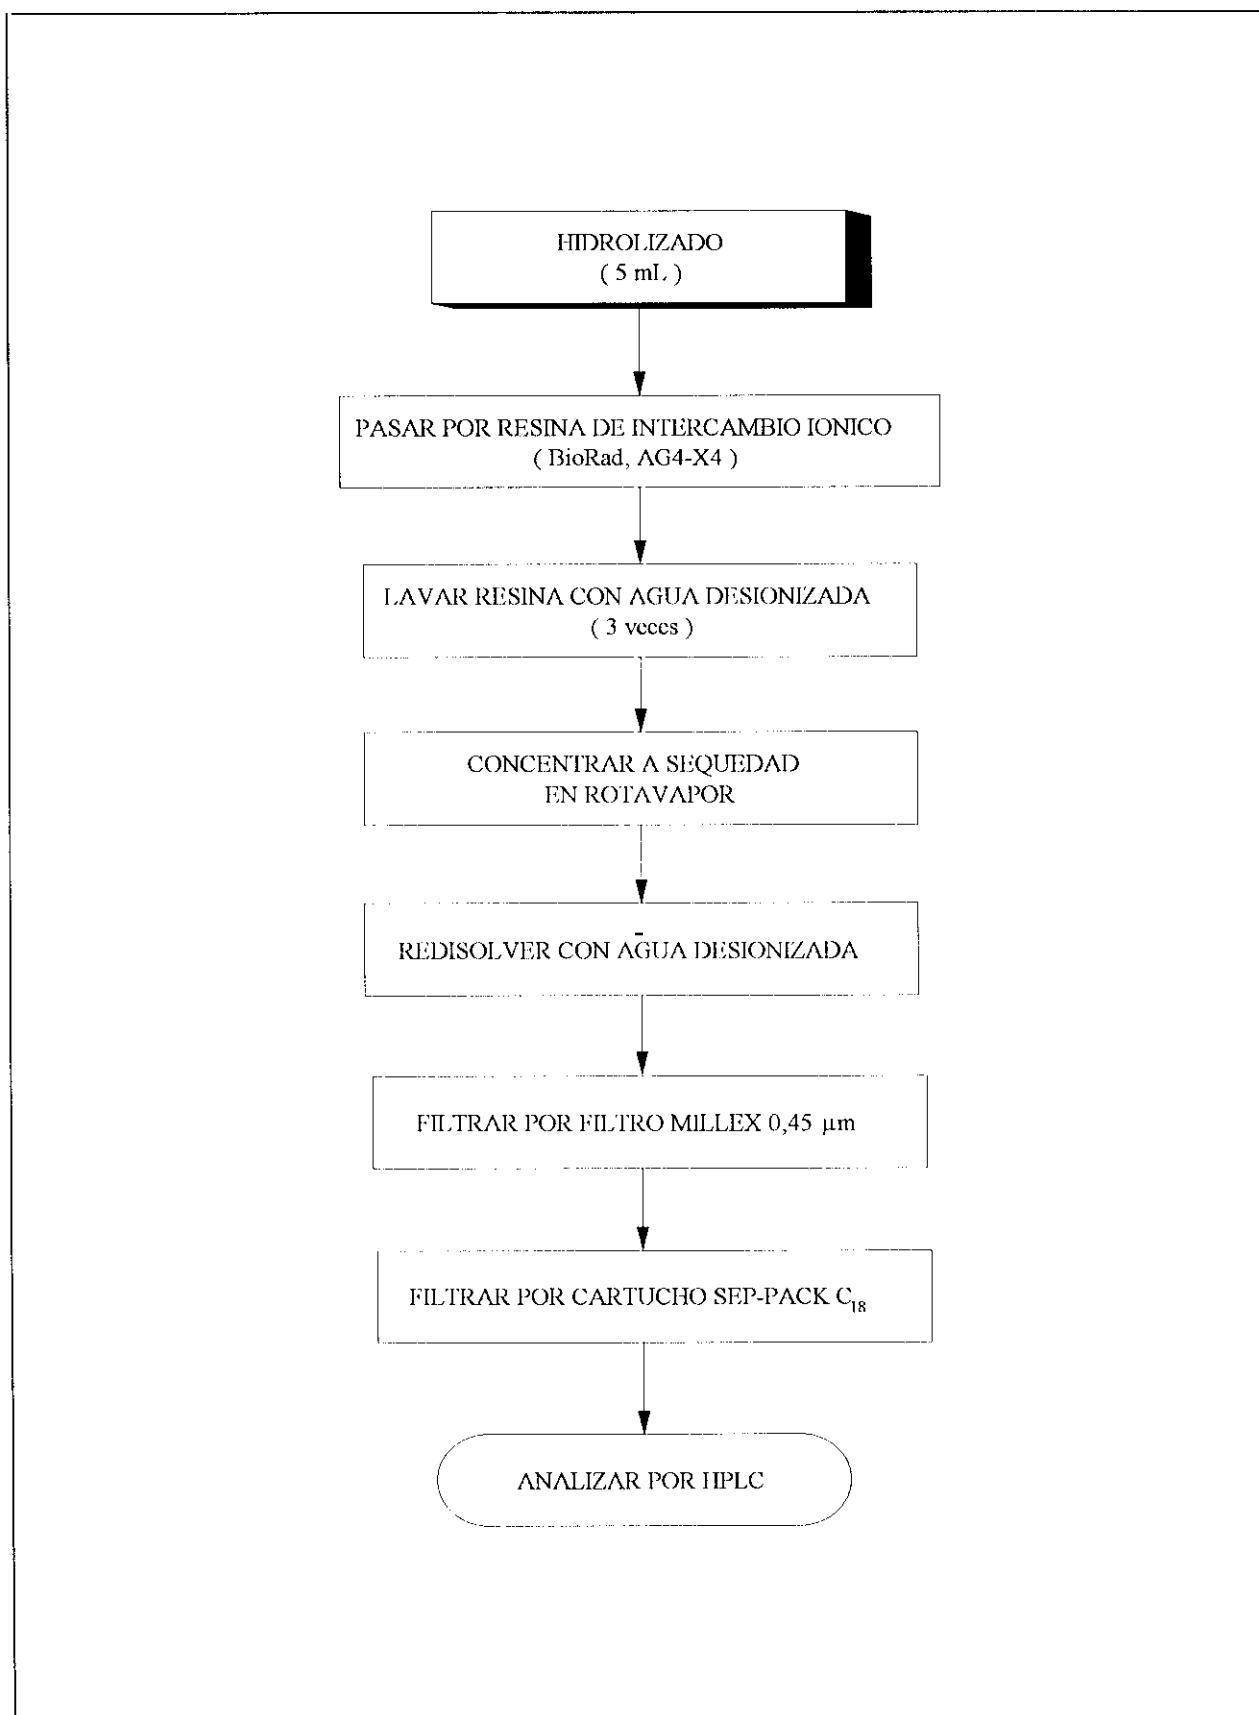 HIDROLIZADO
( 5 mL )
PASAR POR RESINA DE INTERCAMBIO IONICO
( BioRad, AG4-X4 )
LAVAR RESINA CON AGUA DESIONIZADA
( 3 veces )
CONCENTRAR A SEQUEDAD
EN ROTAVAPOR
REDISOLVER CON AGUA DESIONIZADA
FILTRAR POR FILTRO MILLEX 0,45 µm
FILTRAR POR CARTUCHO SEP-PACK C₁₈
ANALIZAR POR HPLC